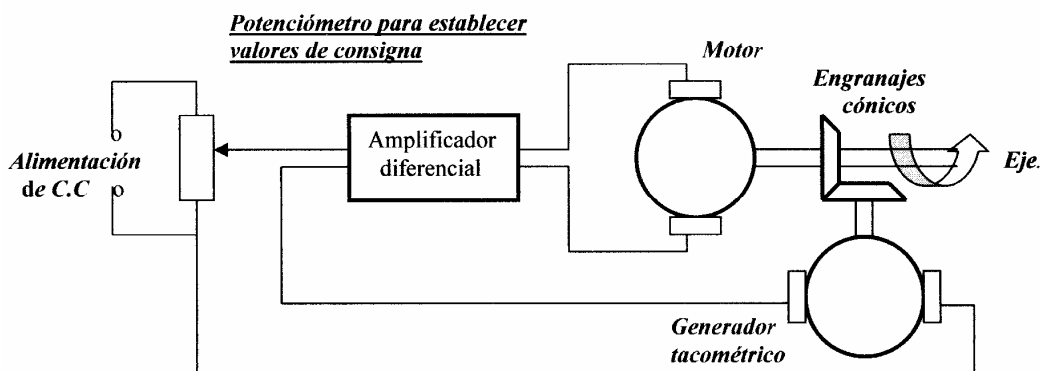 Potenciómetro para establecer
valores de consigna
Motor
Engranajes
cónicos
Amplificador
diferencial
Alimentación
de C.C
Eje.
Generador
tacométrico